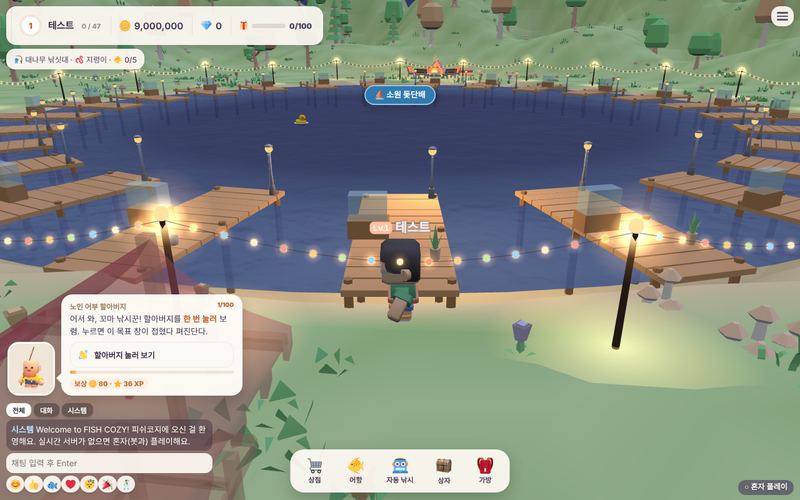 1 테스트 0 / 47 9,000,000 0 0/100
대나무 낚싯대 · 지렁이 · 0/5
소원 돛단배
Lv.1 테스트
노인 어부 할아버지 1/100
어서 와, 꼬마 낚시꾼! 할아버지를 한 번 눌러 보
렴. 누르면 이 목표 창이 접혔다 펴진단다.
할아버지 눌러 보기
보상 80 · 36 XP
전체 대화 시스템
시스템 Welcome to FISH COZY! 피쉬코지에 오신 걸 환
영해요. 실시간 서버가 없으면 혼자(봇과) 플레이해요.
채팅 입력 후 Enter
상점 어항 자동 낚시 상자 가방
혼자 플레이